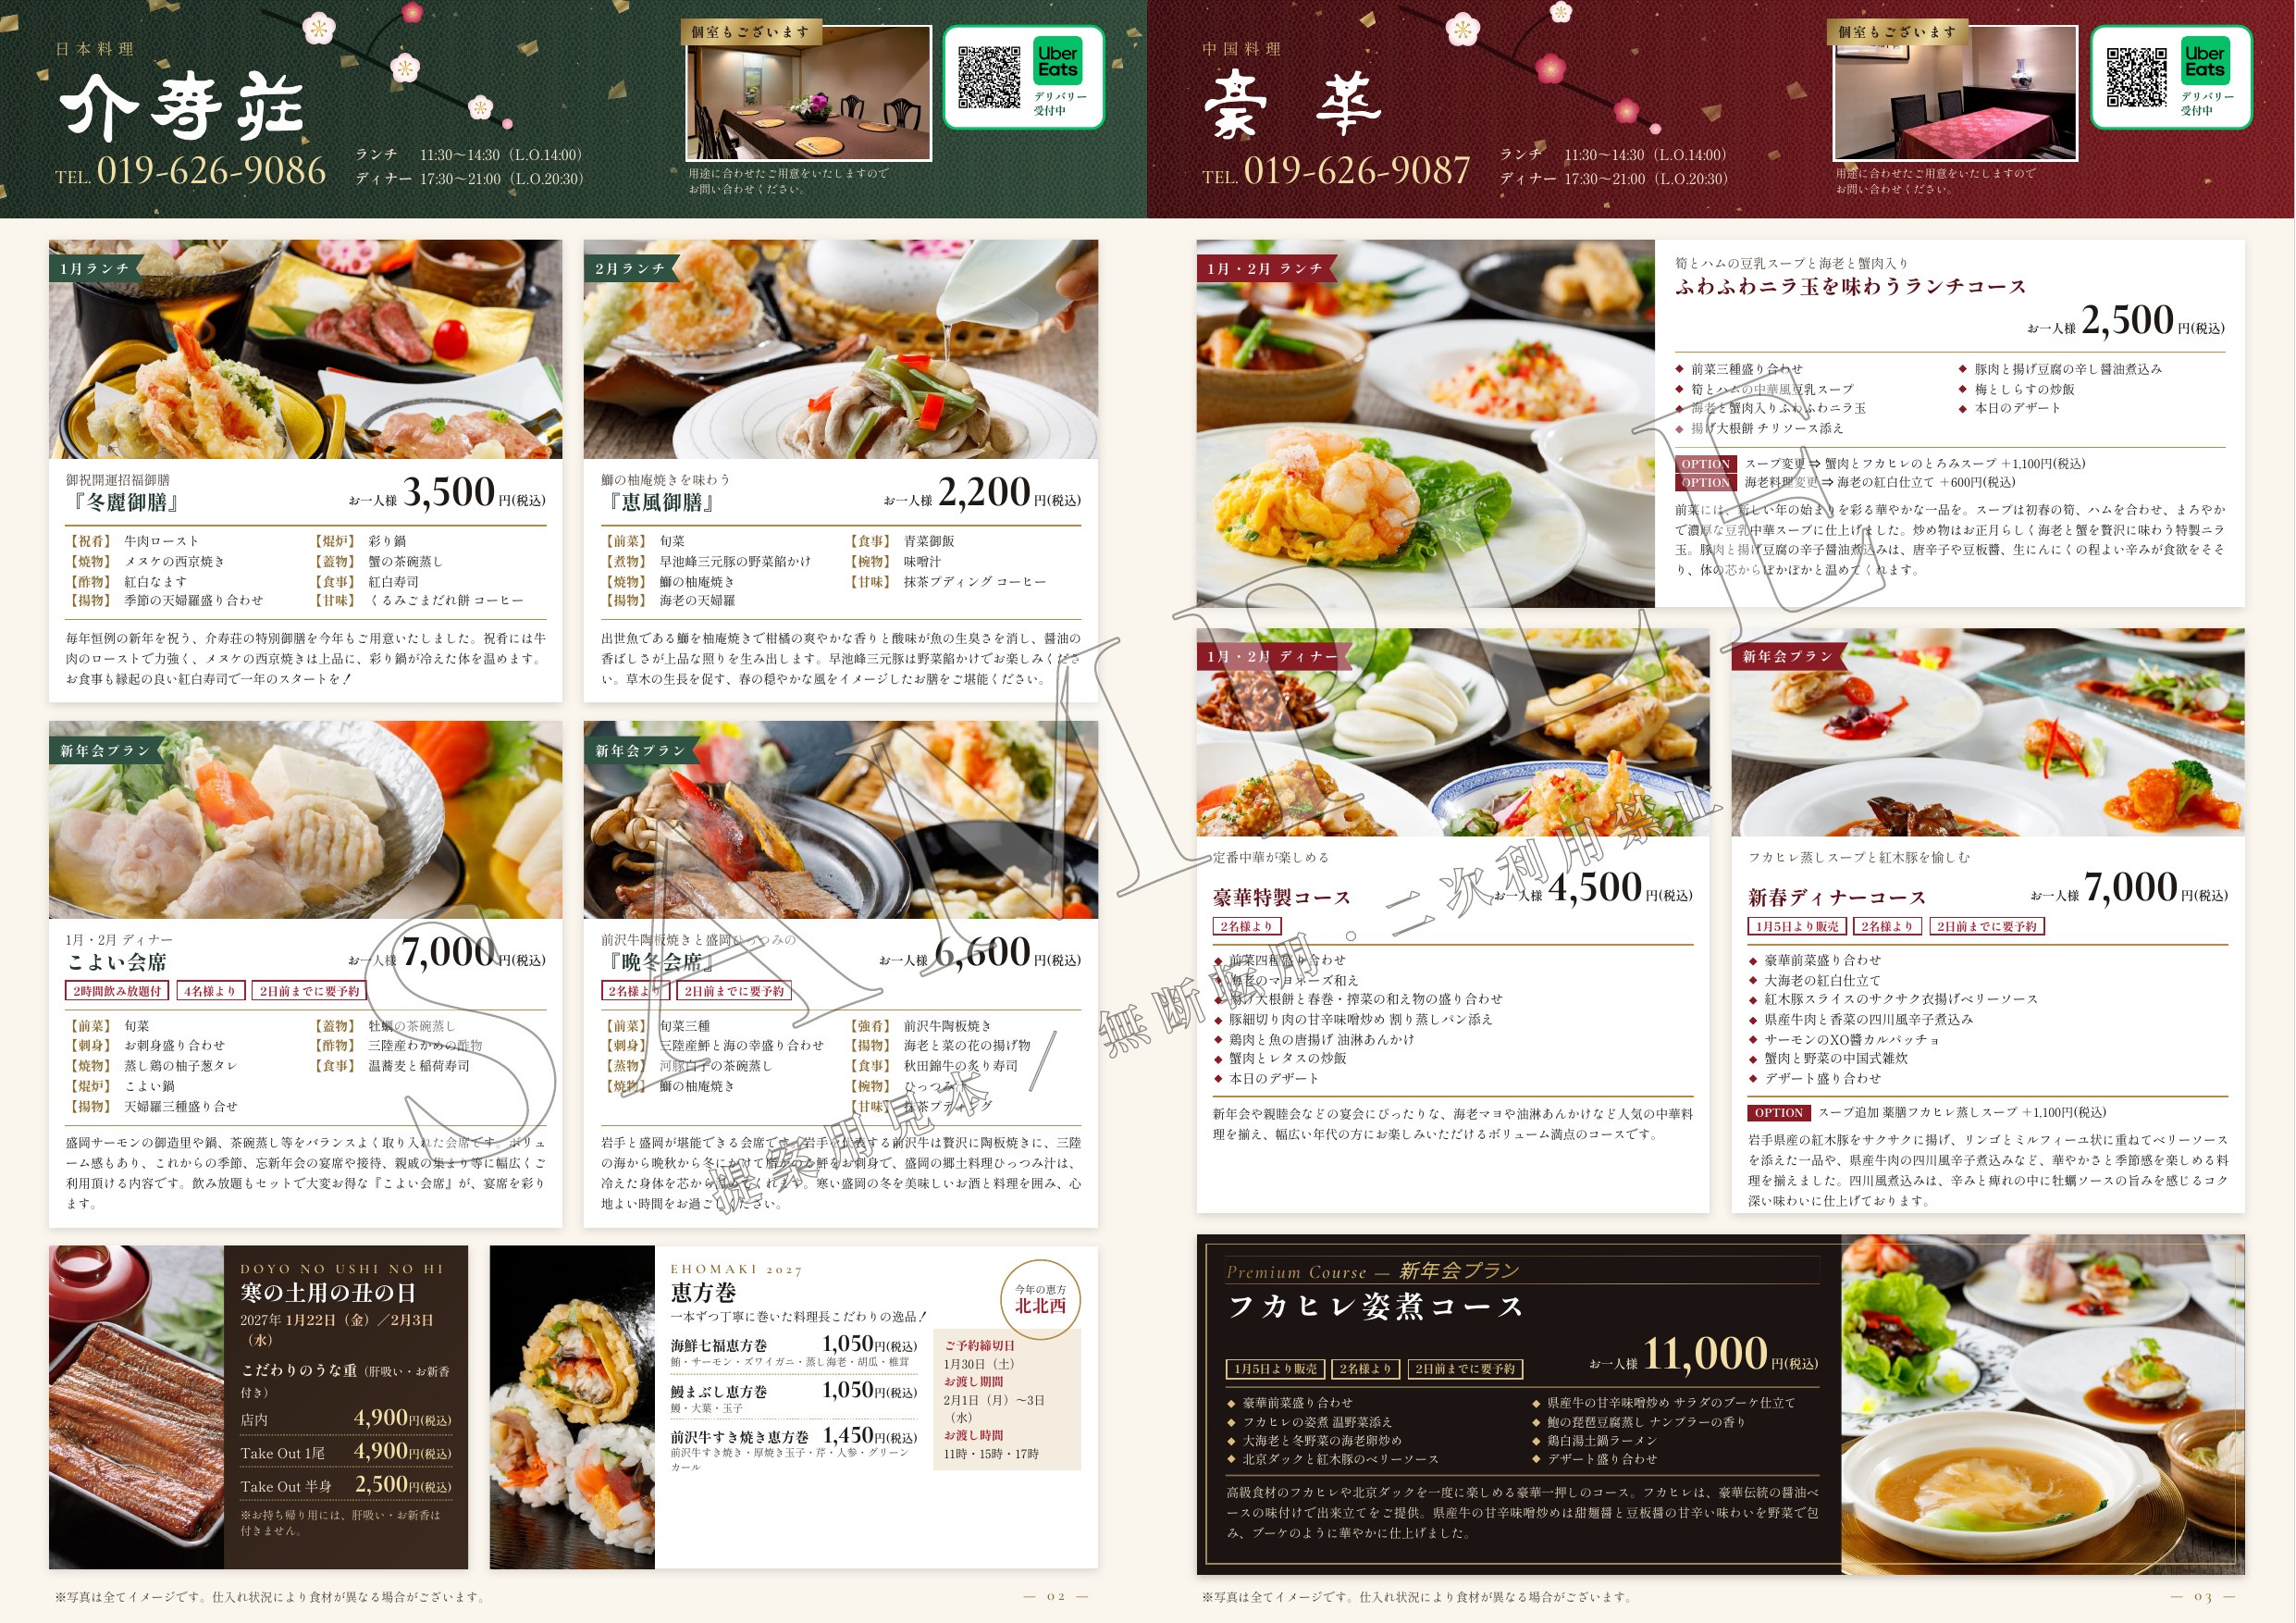 日本料理
介寿荘
TEL. 019-626-9086
ランチ 11:30〜14:30（L.O.14:00）
ディナー 17:30〜21:00（L.O.20:30）
個室もございます
用途に合わせたご用意をいたしますので
お問い合わせください。
Uber
Eats
デリバリー
受付中
1月ランチ
御祝開運招福御膳
『冬麗御膳』
お一人様 3,500 円(税込)
【祝肴】 牛肉ロースト
【焼物】 メヌケの西京焼き
【酢物】 紅白なます
【揚物】 季節の天婦羅盛り合わせ
【焜炉】 彩り鍋
【蓋物】 蟹の茶碗蒸し
【食事】 紅白寿司
【甘味】 くるみごまだれ餅 コーヒー
毎年恒例の新年を祝う、介寿荘の特別御膳を今年もご用意いたしました。祝肴には牛
肉のローストで力強く、メヌケの西京焼きは上品に、彩り鍋が冷えた体を温めます。
お食事も縁起の良い紅白寿司で一年のスタートを！
2月ランチ
鰤の柚庵焼きを味わう
『恵風御膳』
お一人様 2,200 円(税込)
【前菜】 旬菜
【煮物】 早池峰三元豚の野菜餡かけ
【焼物】 鰤の柚庵焼き
【揚物】 海老の天婦羅
【食事】 青菜御飯
【椀物】 味噌汁
【甘味】 抹茶プディング コーヒー
出世魚である鰤を柚庵焼きで柑橘の爽やかな香りと酸味が魚の生臭さを消し、醤油の
香ばしさが上品な照りを生み出します。早池峰三元豚は野菜餡かけでお楽しみくださ
い。草木の生長を促す、春の穏やかな風をイメージしたお膳をご堪能ください。
新年会プラン
1月・2月 ディナー
こよい会席
お一人様 7,000 円(税込)
2時間飲み放題付 4名様より 2日前までに要予約
【前菜】 旬菜
【刺身】 お刺身盛り合わせ
【焼物】 蒸し鶏の柚子葱タレ
【焜炉】 こよい鍋
【揚物】 天婦羅三種盛り合せ
【蓋物】 牡蠣の茶碗蒸し
【酢物】 三陸産わかめの酢物
【食事】 温蕎麦と稲荷寿司
盛岡サーモンの御造里や鍋、茶碗蒸し等をバランスよく取り入れた会席です。ボリュ
ーム感もあり、これからの季節、忘新年会の宴席や接待、親戚の集まり等に幅広くご
利用頂ける内容です。飲み放題もセットで大変お得な『こよい会席』が、宴席を彩り
ます。
新年会プラン
前沢牛陶板焼きと盛岡ひっつみの
『晩冬会席』
お一人様 6,600 円(税込)
2名様より 2日前までに要予約
【前菜】 旬菜三種
【刺身】 三陸産鮃と海の幸盛り合わせ
【蒸物】 河豚白子の茶碗蒸し
【焼物】 鰤の柚庵焼き
【強肴】 前沢牛陶板焼き
【揚物】 海老と菜の花の揚げ物
【食事】 秋田錦牛の炙り寿司
【椀物】 ひっつみ汁
【甘味】 抹茶プディング
岩手と盛岡が堪能できる会席です。岩手を代表する前沢牛は贅沢に陶板焼きに、三陸
の海から晩秋から冬にかけて脂がのる鮃をお刺身で、盛岡の郷土料理ひっつみ汁は、
冷えた身体を芯から温めてくれます。寒い盛岡の冬を美味しいお酒と料理を囲み、心
地よい時間をお過ごしください。
DOYO NO USHI NO HI
寒の土用の丑の日
2027年 1月22日（金）／2月3日
（水）
こだわりのうな重（肝吸い・お新香
付き）
店内 4,900円(税込)
Take Out 1尾 4,900円(税込)
Take Out 半身 2,500円(税込)
※お持ち帰り用には、肝吸い・お新香は
付きません。
EHOMAKI 2027
恵方巻
一本ずつ丁寧に巻いた料理長こだわりの逸品！
今年の恵方
北北西
海鮮七福恵方巻 1,050円(税込)
鮪・サーモン・ズワイガニ・蒸し海老・胡瓜・椎茸
鰻まぶし恵方巻 1,050円(税込)
鰻・大葉・玉子
前沢牛すき焼き恵方巻 1,450円(税込)
前沢牛すき焼き・厚焼き玉子・芹・人参・グリーン
カール
ご予約締切日
1月30日（土）
お渡し期間
2月1日（月）〜3日
（水）
お渡し時間
11時・15時・17時
※写真は全てイメージです。仕入れ状況により食材が異なる場合がございます。
— 02 —
中国料理
豪華
TEL. 019-626-9087
ランチ 11:30〜14:30（L.O.14:00）
ディナー 17:30〜21:00（L.O.20:30）
個室もございます
用途に合わせたご用意をいたしますので
お問い合わせください。
Uber
Eats
デリバリー
受付中
1月・2月 ランチ
筍とハムの豆乳スープと海老と蟹肉入り
ふわふわニラ玉を味わうランチコース
お一人様 2,500 円(税込)
◆ 前菜三種盛り合わせ
◆ 筍とハムの中華風豆乳スープ
◆ 海老と蟹肉入りふわふわニラ玉
◆ 揚げ大根餅 チリソース添え
◆ 豚肉と揚げ豆腐の辛し醤油煮込み
◆ 梅としらすの炒飯
◆ 本日のデザート
OPTION スープ変更 ⇒ 蟹肉とフカヒレのとろみスープ ＋1,100円(税込)
OPTION 海老料理変更 ⇒ 海老の紅白仕立て ＋600円(税込)
前菜には、新しい年の始まりを彩る華やかな一品を。スープは初春の筍、ハムを合わせ、まろやか
で濃厚な豆乳中華スープに仕上げました。炒め物はお正月らしく海老と蟹を贅沢に味わう特製ニラ
玉。豚肉と揚げ豆腐の辛子醤油煮込みは、唐辛子や豆板醤、生にんにくの程よい辛みが食欲をそそ
り、体の芯からぽかぽかと温めてくれます。
1月・2月 ディナー
定番中華が楽しめる
豪華特製コース
お一人様 4,500 円(税込)
2名様より
◆ 前菜四種盛り合わせ
◆ 海老のマヨネーズ和え
◆ 揚げ大根餅と春巻・搾菜の和え物の盛り合わせ
◆ 豚細切り肉の甘辛味噌炒め 割り蒸しパン添え
◆ 鶏肉と魚の唐揚げ 油淋あんかけ
◆ 蟹肉とレタスの炒飯
◆ 本日のデザート
新年会や親睦会などの宴会にぴったりな、海老マヨや油淋あんかけなど人気の中華料
理を揃え、幅広い年代の方にお楽しみいただけるボリューム満点のコースです。
新年会プラン
フカヒレ蒸しスープと紅木豚を愉しむ
新春ディナーコース
お一人様 7,000 円(税込)
1月5日より販売 2名様より 2日前までに要予約
◆ 豪華前菜盛り合わせ
◆ 大海老の紅白仕立て
◆ 紅木豚スライスのサクサク衣揚げベリーソース
◆ 県産牛肉と香菜の四川風辛子煮込み
◆ サーモンのXO醬カルパッチョ
◆ 蟹肉と野菜の中国式雑炊
◆ デザート盛り合わせ
OPTION スープ追加 薬膳フカヒレ蒸しスープ ＋1,100円(税込)
岩手県産の紅木豚をサクサクに揚げ、リンゴとミルフィーユ状に重ねてベリーソース
を添えた一品や、県産牛肉の四川風辛子煮込みなど、華やかさと季節感を楽しめる料
理を揃えました。四川風煮込みは、辛みと痺れの中に牡蠣ソースの旨みを感じるコク
深い味わいに仕上げております。
Premium Course — 新年会プラン
フカヒレ姿煮コース
お一人様 11,000 円(税込)
1月5日より販売 2名様より 2日前までに要予約
◆ 豪華前菜盛り合わせ
◆ フカヒレの姿煮 温野菜添え
◆ 大海老と冬野菜の海老卵炒め
◆ 北京ダックと紅木豚のベリーソース
◆ 県産牛の甘辛味噌炒め サラダのブーケ仕立て
◆ 鮑の琵琶豆腐蒸し ナンプラーの香り
◆ 鶏白湯土鍋ラーメン
◆ デザート盛り合わせ
高級食材のフカヒレや北京ダックを一度に楽しめる豪華一押しのコース。フカヒレは、豪華伝統の醤油ベ
ースの味付けで出来立てをご提供。県産牛の甘辛味噌炒めは甜麺醤と豆板醤の甘辛い味わいを野菜で包
み、ブーケのように華やかに仕上げました。
※写真は全てイメージです。仕入れ状況により食材が異なる場合がございます。
— 03 —
SAMPLE
提案用見本 / 無断転用・二次利用禁止